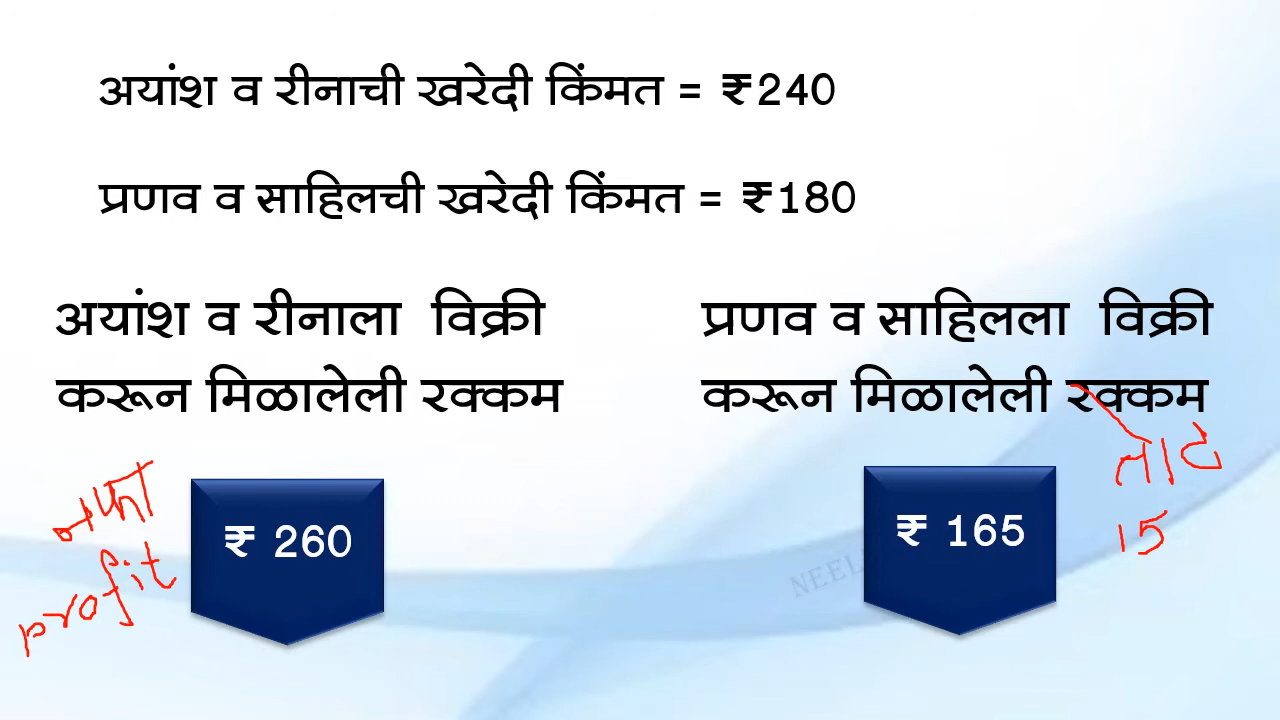 अयांश व रीनाची खरेदी किंमत = ₹240
प्रणव व साहिलची खरेदी किंमत = ₹180
अयांश व रीनाला विक्री
करून मिळालेली रक्कम
प्रणव व साहिलला विक्री
करून मिळालेली रक्कम
नफा
profit
₹ 260
₹ 165
15